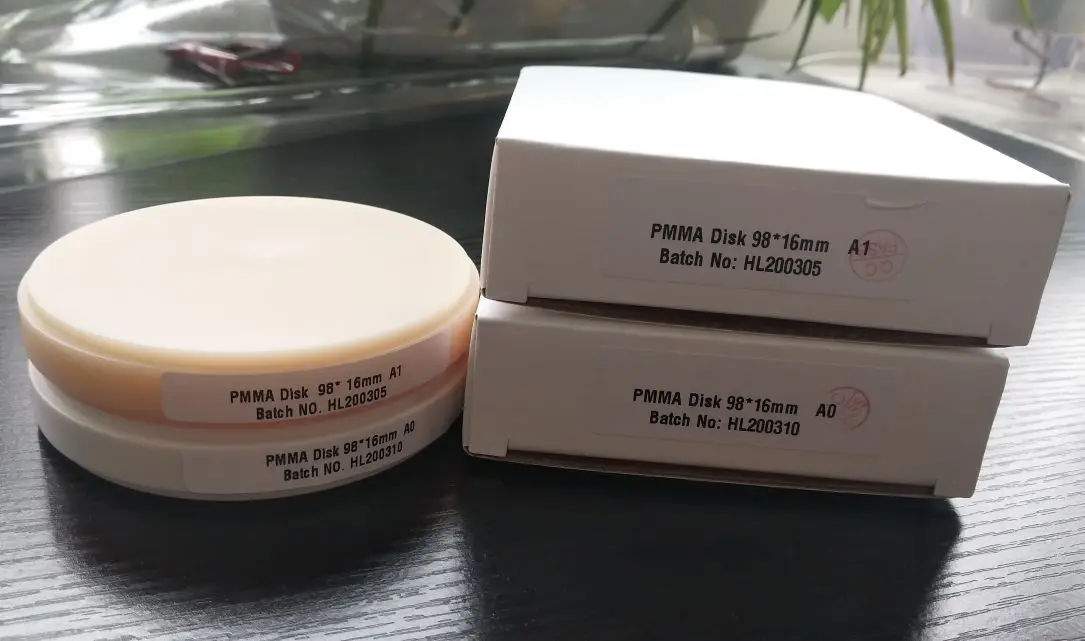 PMMA Disk 98* 16mm A1
Batch NO. HL200305
PMMA Disk 98*16mm A0
Batch NO. HL200310
PMMA Disk 98*16mm A1
Batch No: HL200305
Q.C
PAS
PMMA Disk 98*16mm A0
Batch No: HL200310